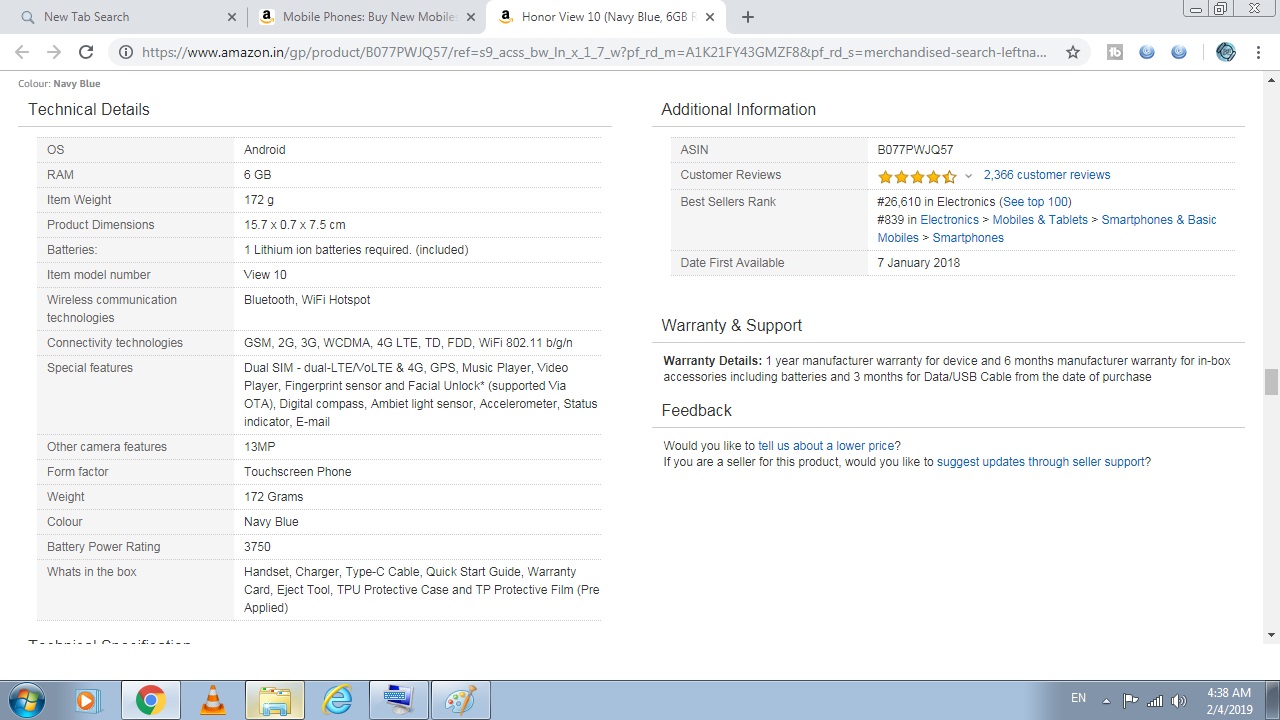 New Tab Search
Mobile Phones: Buy New Mobile
Honor View 10 (Navy Blue, 6GB R
https://www.amazon.in/gp/product/B077PWJQ57/ref=s9_acss_bw_ln_x_1_7_w?pf_rd_m=A1K21FY43GMZF8&pf_rd_s=merchandised-search-leftna...
Colour: Navy Blue
Technical Details
OS Android
RAM 6 GB
Item Weight 172 g
Product Dimensions 15.7 x 0.7 x 7.5 cm
Batteries: 1 Lithium ion batteries required. (included)
Item model number View 10
Wireless communication Bluetooth, WiFi Hotspot
technologies
Connectivity technologies GSM, 2G, 3G, WCDMA, 4G LTE, TD, FDD, WiFi 802.11 b/g/n
Special features Dual SIM - dual-LTE/VoLTE & 4G, GPS, Music Player, Video
Player, Fingerprint sensor and Facial Unlock* (supported Via
OTA), Digital compass, Ambiet light sensor, Accelerometer, Status
indicator, E-mail
Other camera features 13MP
Form factor Touchscreen Phone
Weight 172 Grams
Colour Navy Blue
Battery Power Rating 3750
Whats in the box Handset, Charger, Type-C Cable, Quick Start Guide, Warranty
Card, Eject Tool, TPU Protective Case and TP Protective Film (Pre
Applied)
Technical Specification
Additional Information
ASIN B077PWJQ57
Customer Reviews 2,366 customer reviews
Best Sellers Rank #26,610 in Electronics (See top 100)
#839 in Electronics > Mobiles & Tablets > Smartphones & Basic
Mobiles > Smartphones
Date First Available 7 January 2018
Warranty & Support
Warranty Details: 1 year manufacturer warranty for device and 6 months manufacturer warranty for in-box
accessories including batteries and 3 months for Data/USB Cable from the date of purchase
Feedback
Would you like to tell us about a lower price?
If you are a seller for this product, would you like to suggest updates through seller support?
EN
4:38 AM
2/4/2019